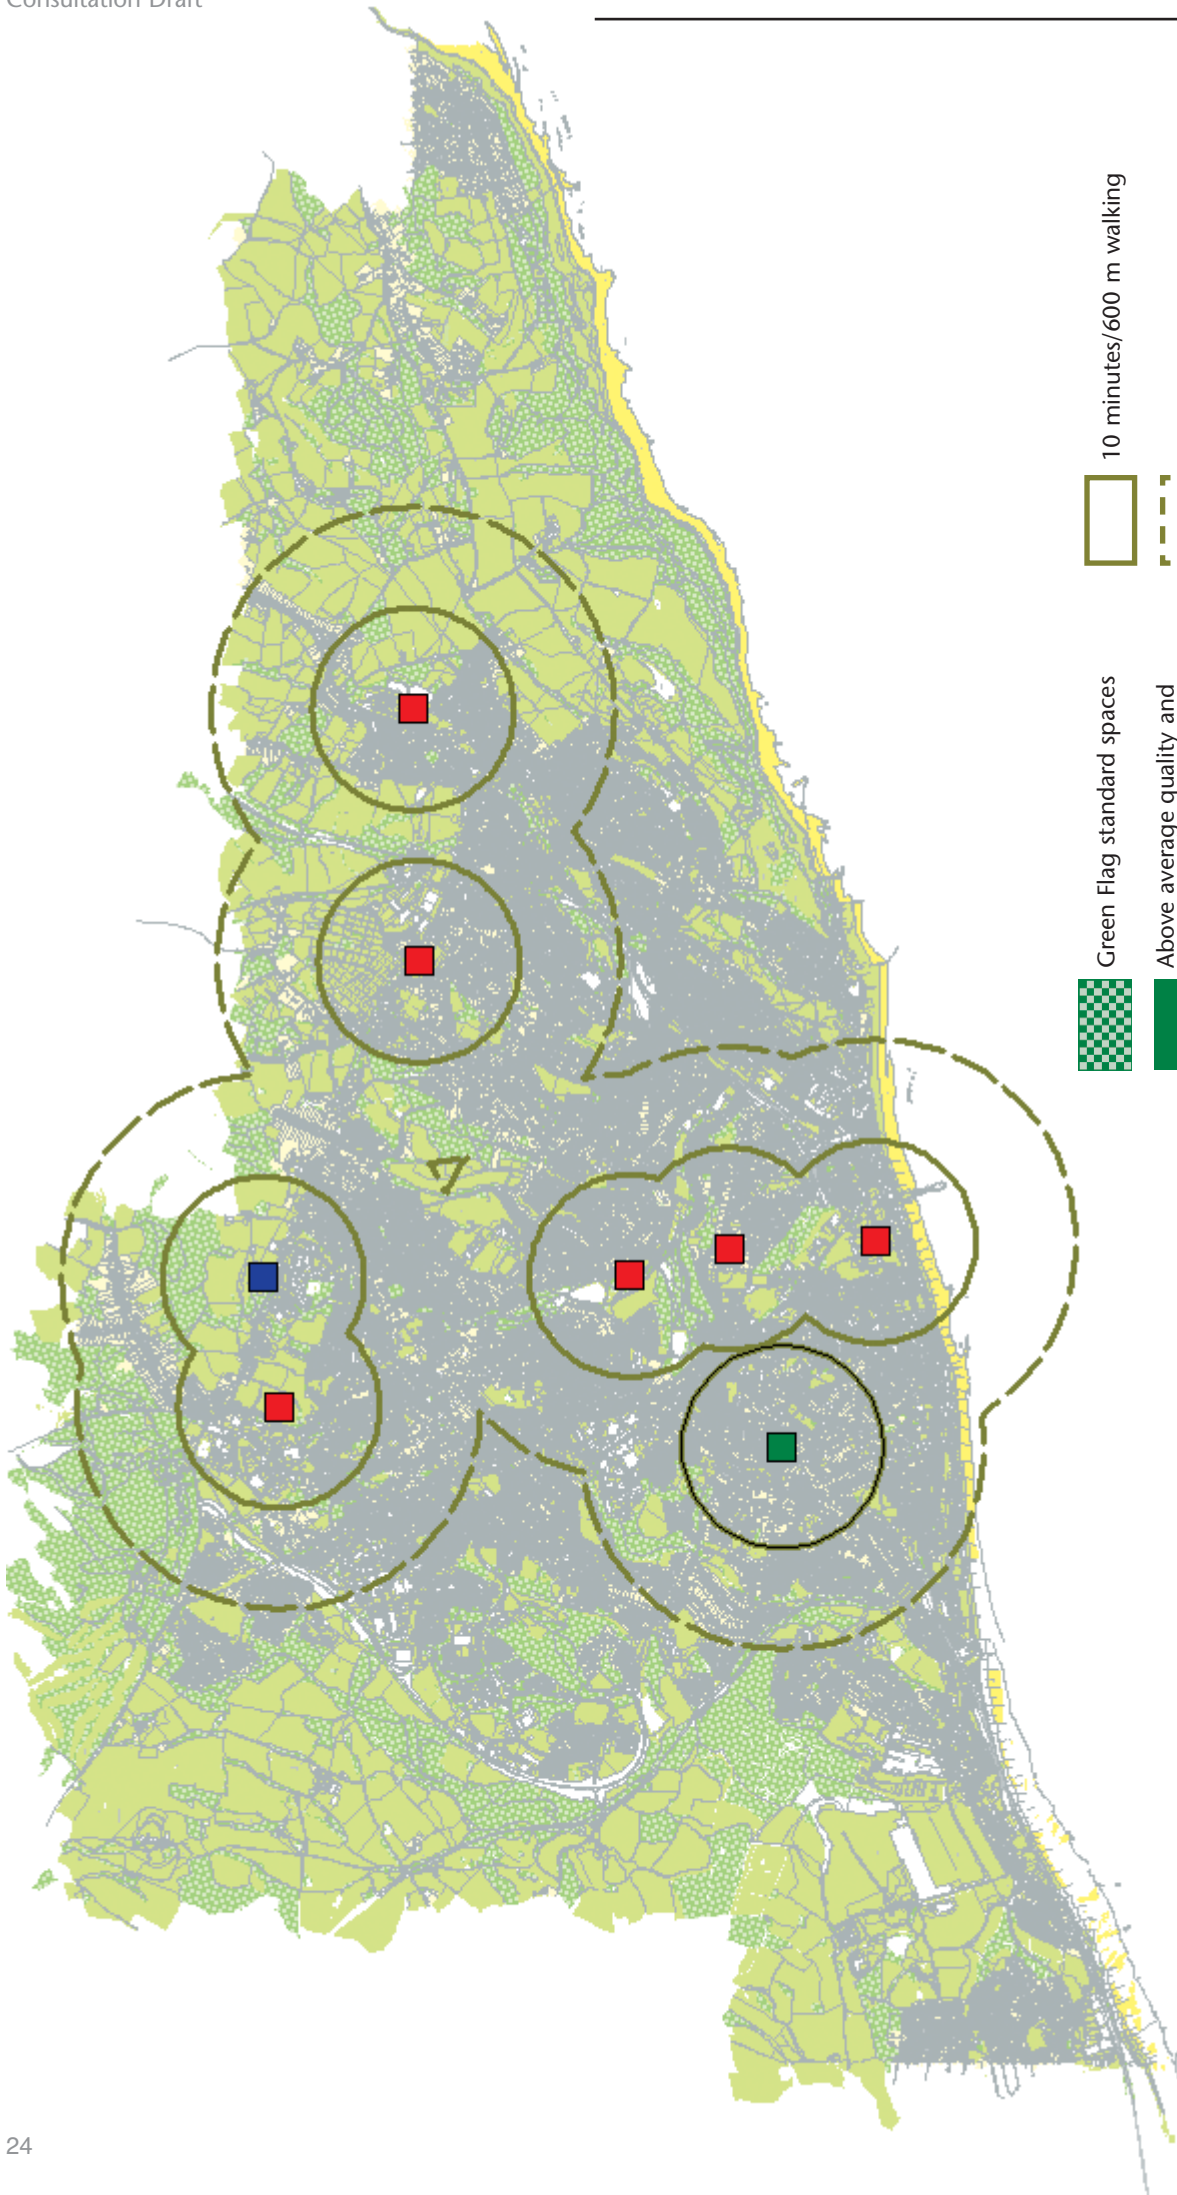 Consultation Draft
10 minutes/600 m walking
Green Flag standard spaces
Above average quality and
24